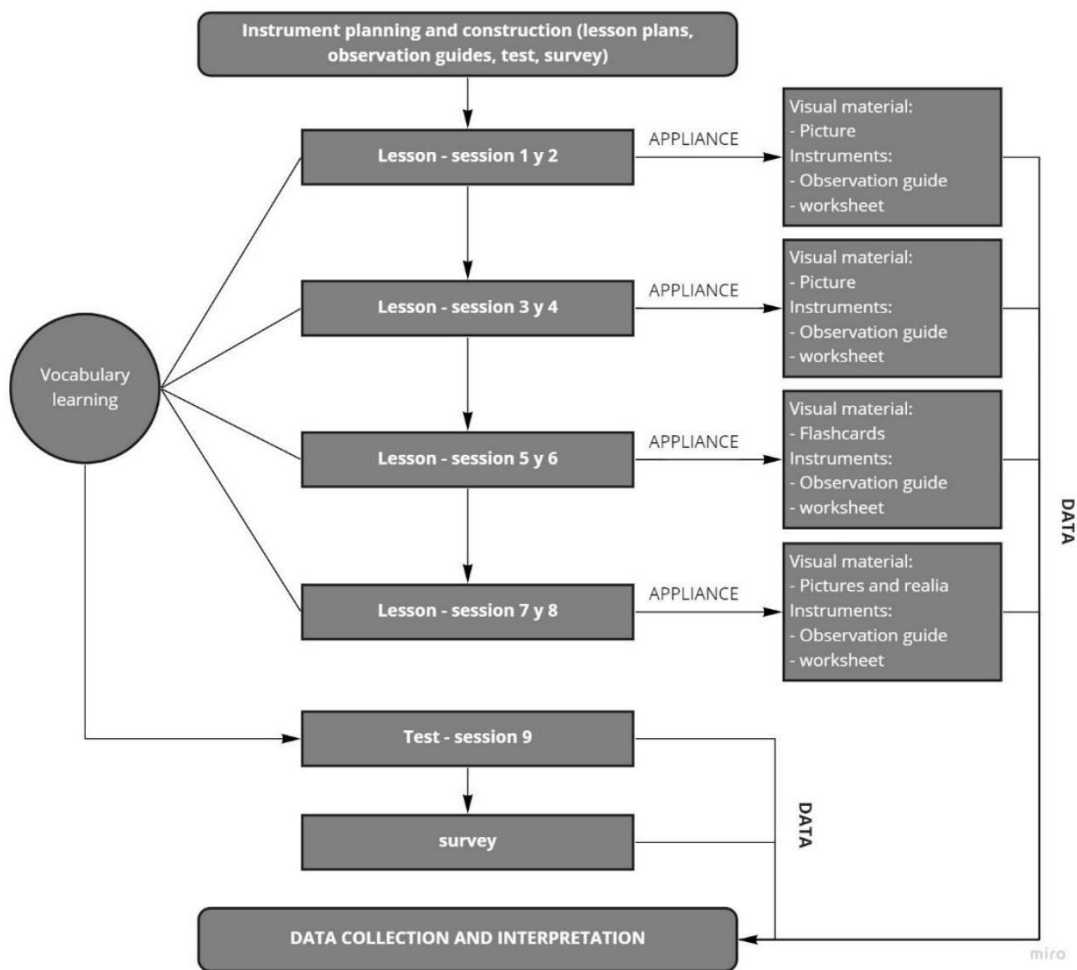 Instrument planning and construction (lesson plans,
observation guides, test, survey)
Lesson - session 1 y 2
APPLIANCE
Visual material:
- Picture
Instruments:
- Observation guide
- worksheet
Lesson - session 3 y 4
APPLIANCE
Visual material:
- Picture
Instruments:
- Observation guide
- worksheet
Vocabulary
learning
Lesson - session 5 y 6
APPLIANCE
Visual material:
- Flashcards
Instruments:
- Observation guide
- worksheet
DATA
Lesson - session 7 y 8
APPLIANCE
Visual material:
- Pictures and realia
Instruments:
- Observation guide
- worksheet
Test - session 9
DATA
survey
DATA COLLECTION AND INTERPRETATION
miro